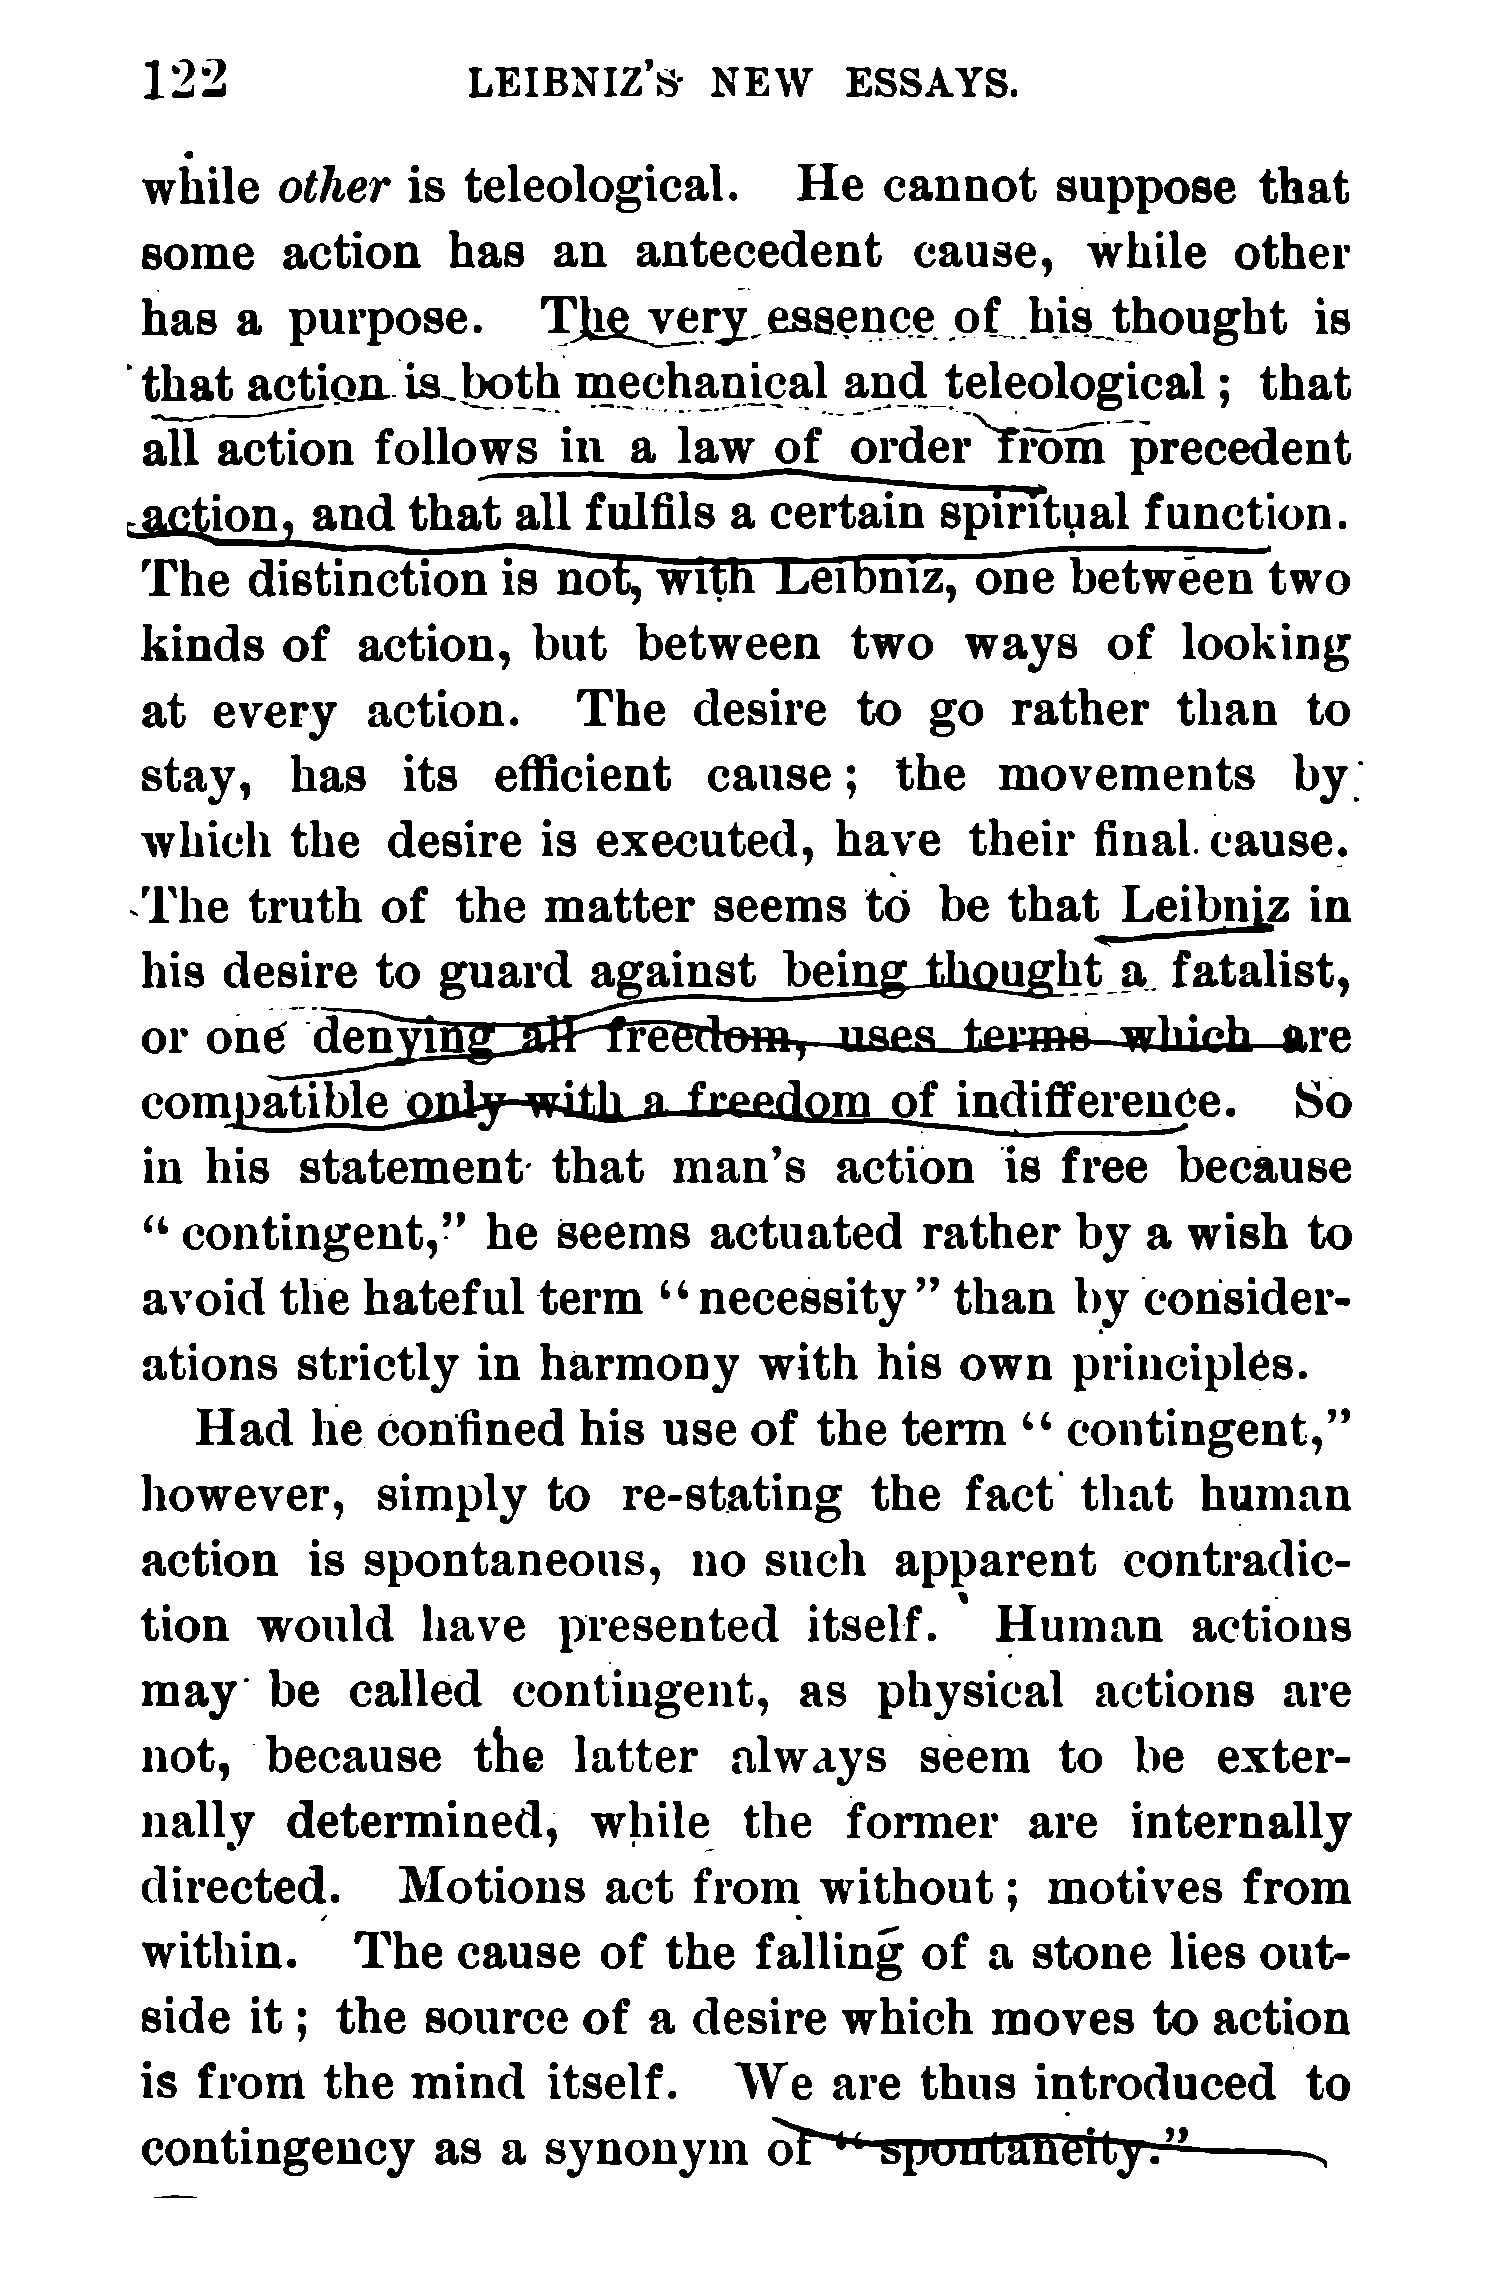 122 LEIBNIZ'S NEW ESSAYS.
while other is teleological. He cannot suppose that
some action has an antecedent cause, while other
has a purpose. The very essence of his thought is
that action is both mechanical and teleological; that
all action follows in a law of order from precedent
action, and that all fulfils a certain spiritual function.
The distinction is not, with Leibniz, one between two
kinds of action, but between two ways of looking
at every action. The desire to go rather than to
stay, has its efficient cause; the movements by
which the desire is executed, have their final cause.
The truth of the matter seems to be that Leibniz in
his desire to guard against being thought a fatalist,
or one denying all freedom, uses terms which are
compatible only with a freedom of indifference. So
in his statement that man's action is free because
"contingent," he seems actuated rather by a wish to
avoid the hateful term "necessity" than by consider-
ations strictly in harmony with his own principles.
Had he confined his use of the term "contingent,"
however, simply to re-stating the fact that human
action is spontaneous, no such apparent contradic-
tion would have presented itself. Human actions
may be called contingent, as physical actions are
not, because the latter always seem to be exter-
nally determined, while the former are internally
directed. Motions act from without; motives from
within. The cause of the falling of a stone lies out-
side it; the source of a desire which moves to action
is from the mind itself. We are thus introduced to
contingency as a synonym of "spontaneity."